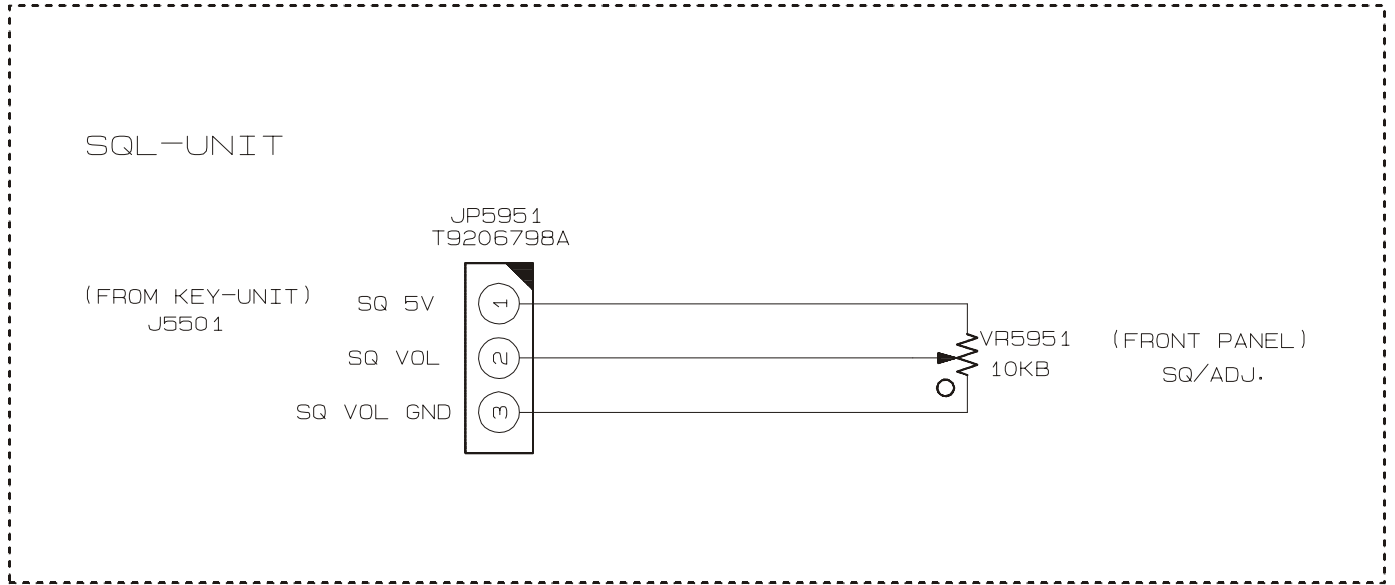 SQL-UNIT
JP5951
T9206798A
(FROM KEY-UNIT)
J5501
SQ 5V
1
SQ VOL
2
SQ VOL GND
3
VR5951
10KB
(FRONT PANEL)
SQ/ADJ.